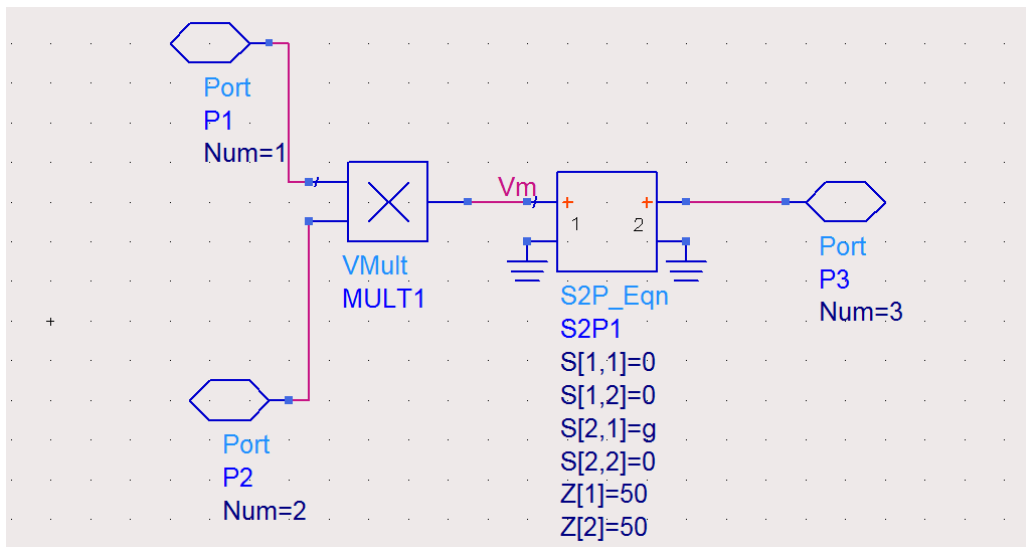 Port
P1
Num=1
Vm
+
+
1
2
VMult
MULT1
S2P_Eqn
S2P1
S[1,1]=0
S[1,2]=0
S[2,1]=g
S[2,2]=0
Z[1]=50
Z[2]=50
Port
P3
Num=3
Port
P2
Num=2